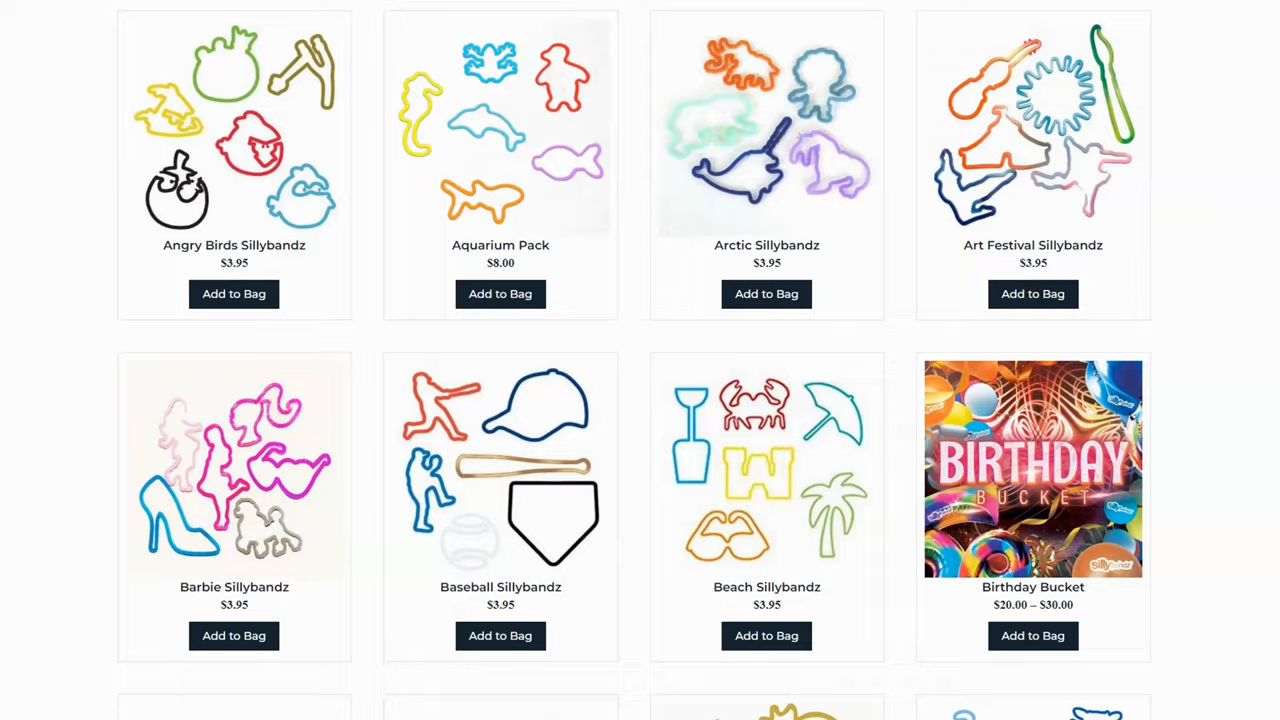 Angry Birds Sillybandz
$3.95
Add to Bag
Aquarium Pack
$8.00
Add to Bag
Arctic Sillybandz
$3.95
Add to Bag
Art Festival Sillybandz
$3.95
Add to Bag
Barbie Sillybandz
$3.95
Add to Bag
Baseball Sillybandz
$3.95
Add to Bag
Beach Sillybandz
$3.95
Add to Bag
BIRTHDAY
BUCKET
Sillybandz
Birthday Bucket
$20.00 – $30.00
Add to Bag